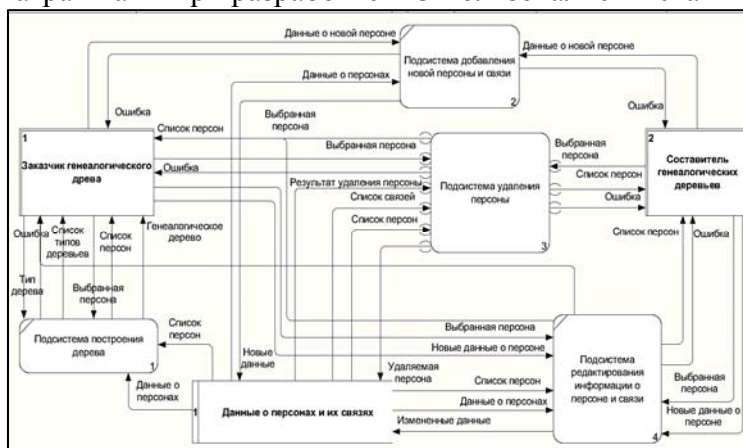 Данные о новой персоне
Подсистема добавления
новой персоны и связи
2
Данные о новой персоне
Данные о персонах
Ошибка
Ошибка
Список персон
Выбранная
персона
1
Заказчик генеалогического
древа
Выбранная персона
Ошибка
Результат удаления персоны
Список связей
Список персон
Подсистема удаления
персоны
3
Выбранная
персона
Список персон
Ошибка
2
Составитель
генеалогических
деревьев
Список персон
Ошибка
Ошибка
Список
типов
деревьев
Список
персон
Генеалогическое
дерево
Тип
дерева
Выбранная
персона
Подсистема построения
дерева
1
Список
персон
Данные о
персонах
Новые
данные
Удаляемая
персона
Выбранная персона
Новые данные о персоне
Список персон
Данные о персонах
Измененные данные
1
Данные о персонах и их связях
Подсистема
редактирования
информации о
персоне и связи
4
Выбранная
персона
Новые данные о
персоне